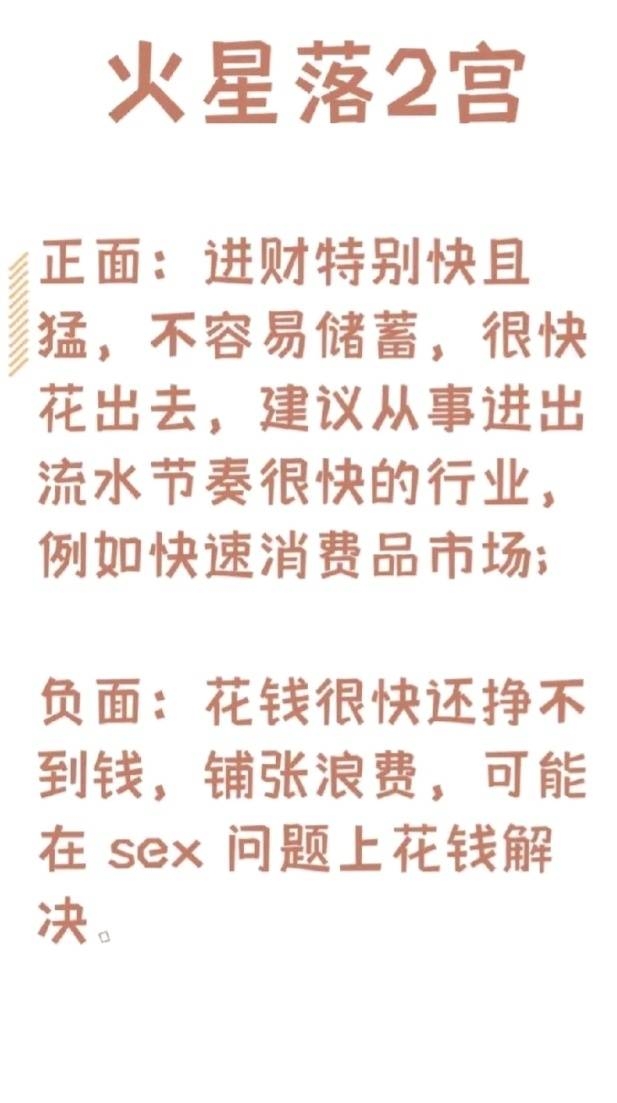 火星落2宫
正面：进财特别快且
猛，不容易储蓄，很快
花出去，建议从事进出
流水节奏很快的行业，
例如快速消费品市场;
负面：花钱很快还挣不
到钱，铺张浪费，可能
在 sex 问题上花钱解
决。